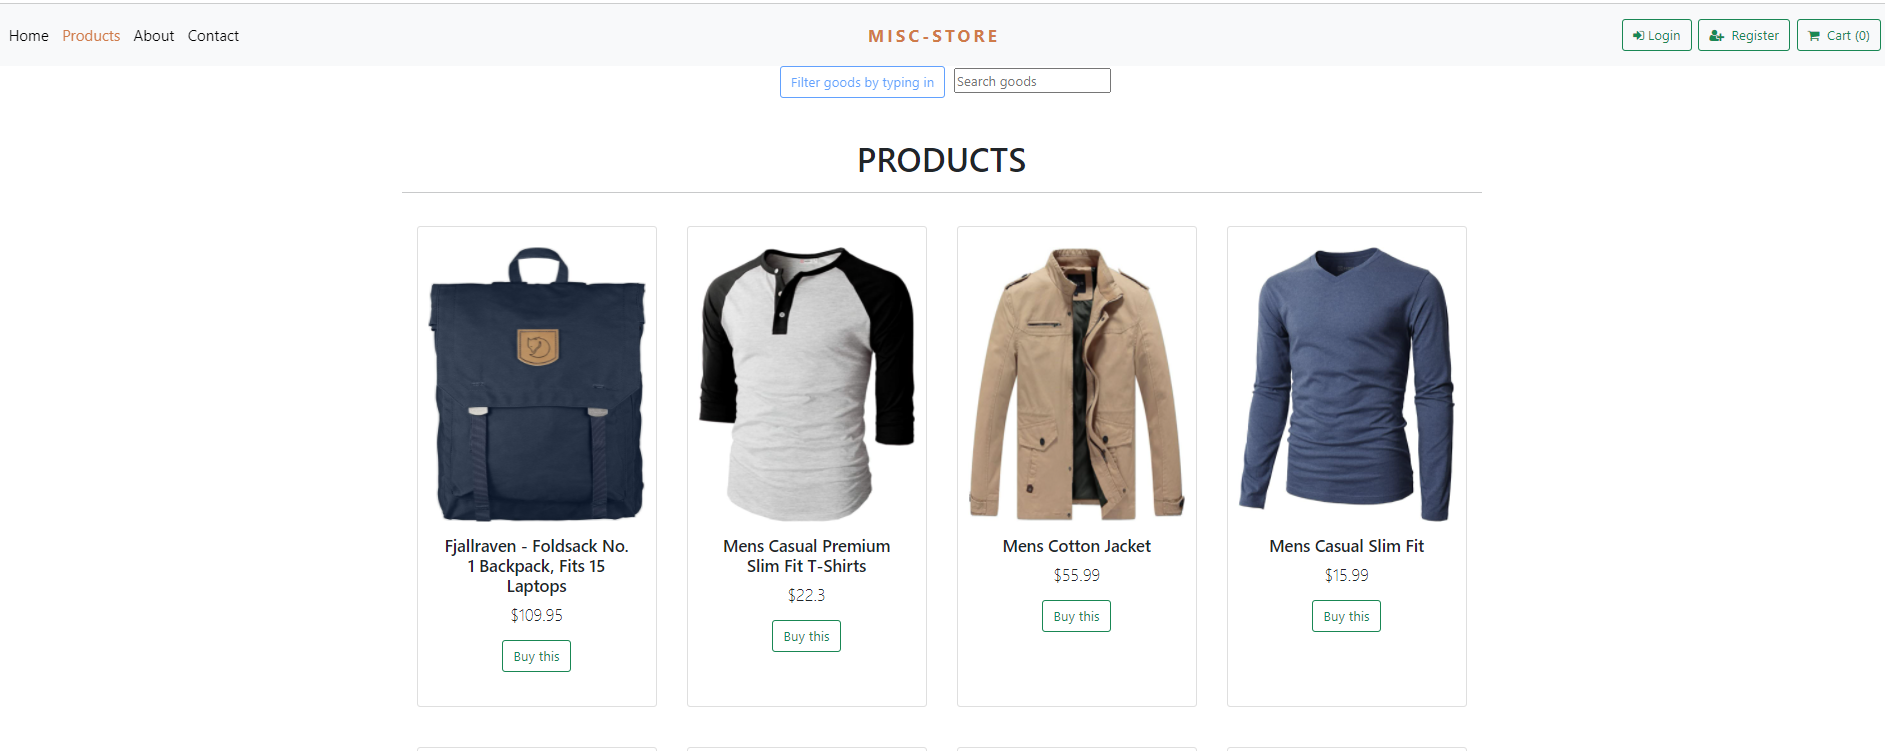 Home Products About Contact
MISC-STORE
Login Register Cart (0)
Filter goods by typing in
Search goods
PRODUCTS
Fjallraven - Foldsack No.
1 Backpack, Fits 15
Laptops
$109.95
Buy this
Mens Casual Premium
Slim Fit T-Shirts
$22.3
Buy this
Mens Cotton Jacket
$55.99
Buy this
Mens Casual Slim Fit
$15.99
Buy this